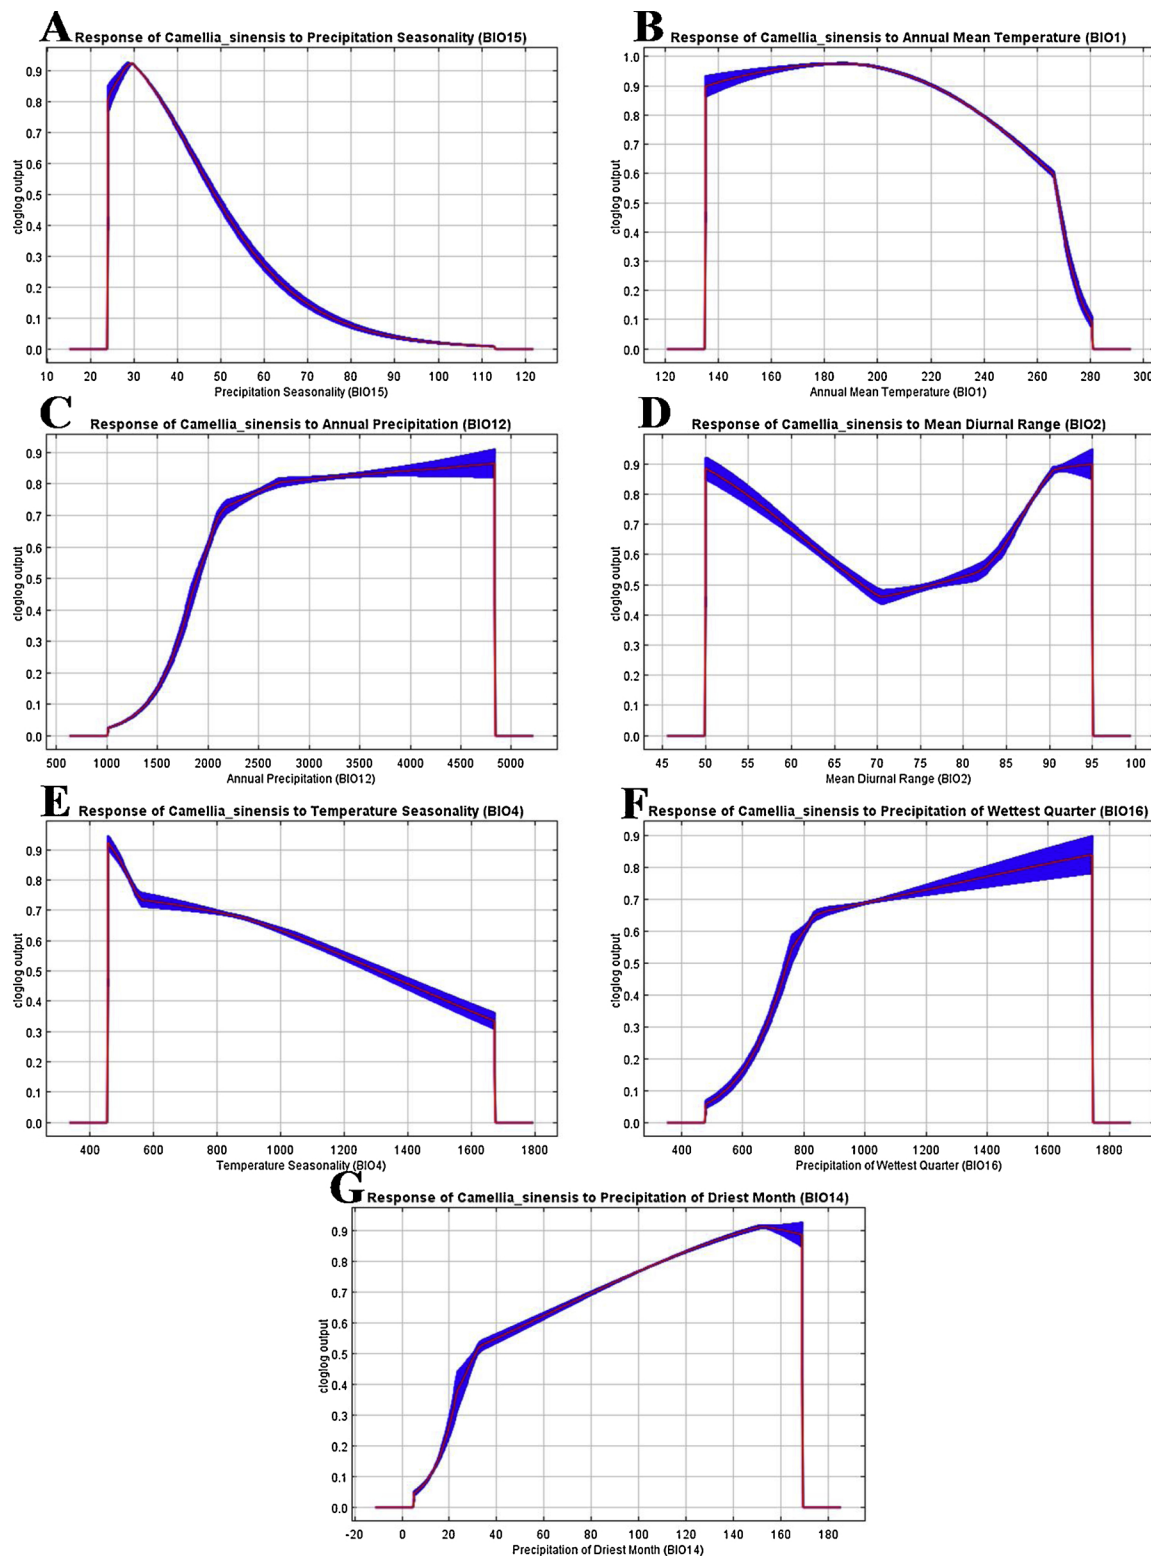 A
Response of Camellia_sinensis to Precipitation Seasonality (BIO15)
cloglog output
0.9
0.8
0.7
0.6
0.5
0.4
0.3
0.2
0.1
0.0
10 20 30 40 50 60 70 80 90 100 110 120
Precipitation Seasonality (BIO15)
B
Response of Camellia_sinensis to Annual Mean Temperature (BIO1)
cloglog output
1.0
0.9
0.8
0.7
0.6
0.5
0.4
0.3
0.2
0.1
0.0
120 140 160 180 200 220 240 260 280 300
Annual Mean Temperature (BIO1)
C
Response of Camellia_sinensis to Annual Precipitation (BIO12)
cloglog output
0.9
0.8
0.7
0.6
0.5
0.4
0.3
0.2
0.1
0.0
500 1000 1500 2000 2500 3000 3500 4000 4500 5000
Annual Precipitation (BIO12)
D
Response of Camellia_sinensis to Mean Diurnal Range (BIO2)
cloglog output
0.9
0.8
0.7
0.6
0.5
0.4
0.3
0.2
0.1
0.0
45 50 55 60 65 70 75 80 85 90 95 100
Mean Diurnal Range (BIO2)
E
Response of Camellia_sinensis to Temperature Seasonality (BIO4)
cloglog output
0.9
0.8
0.7
0.6
0.5
0.4
0.3
0.2
0.1
0.0
400 600 800 1000 1200 1400 1600 1800
Temperature Seasonality (BIO4)
F
Response of Camellia_sinensis to Precipitation of Wettest Quarter (BIO16)
cloglog output
0.9
0.8
0.7
0.6
0.5
0.4
0.3
0.2
0.1
0.0
400 600 800 1000 1200 1400 1600 1800
Precipitation of Wettest Quarter (BIO16)
G
Response of Camellia_sinensis to Precipitation of Driest Month (BIO14)
cloglog output
0.9
0.8
0.7
0.6
0.5
0.4
0.3
0.2
0.1
0.0
-20 0 20 40 60 80 100 120 140 160 180
Precipitation of Driest Month (BIO14)